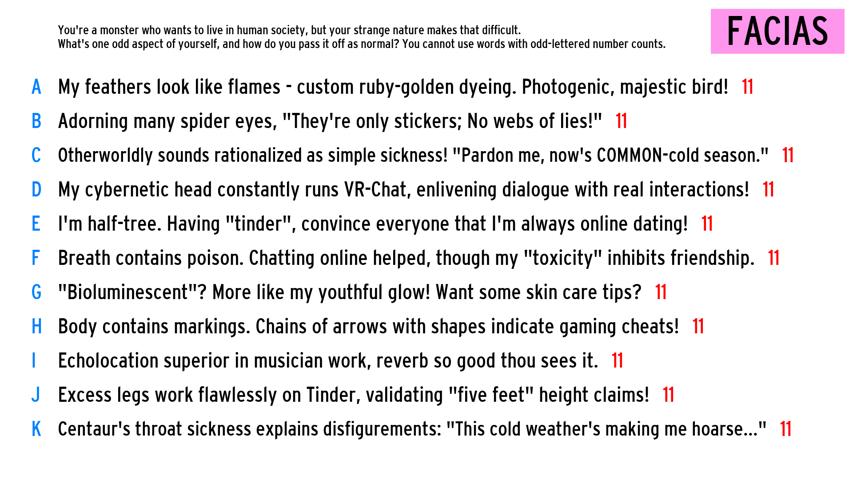 You're a monster who wants to live in human society, but your strange nature makes that difficult.
What's one odd aspect of yourself, and how do you pass it off as normal? You cannot use words with odd-lettered number counts.
FACIAS
A My feathers look like flames - custom ruby-golden dyeing. Photogenic, majestic bird! 11
B Adorning many spider eyes, "They're only stickers; No webs of lies!" 11
C Otherworldly sounds rationalized as simple sickness! "Pardon me, now's COMMON-cold season." 11
D My cybernetic head constantly runs VR-Chat, enlivening dialogue with real interactions! 11
E I'm half-tree. Having "tinder", convince everyone that I'm always online dating! 11
F Breath contains poison. Chatting online helped, though my "toxicity" inhibits friendship. 11
G "Bioluminescent"? More like my youthful glow! Want some skin care tips? 11
H Body contains markings. Chains of arrows with shapes indicate gaming cheats! 11
I Echolocation superior in musician work, reverb so good thou sees it. 11
J Excess legs work flawlessly on Tinder, validating "five feet" height claims! 11
K Centaur's throat sickness explains disfigurements: "This cold weather's making me hoarse..." 11